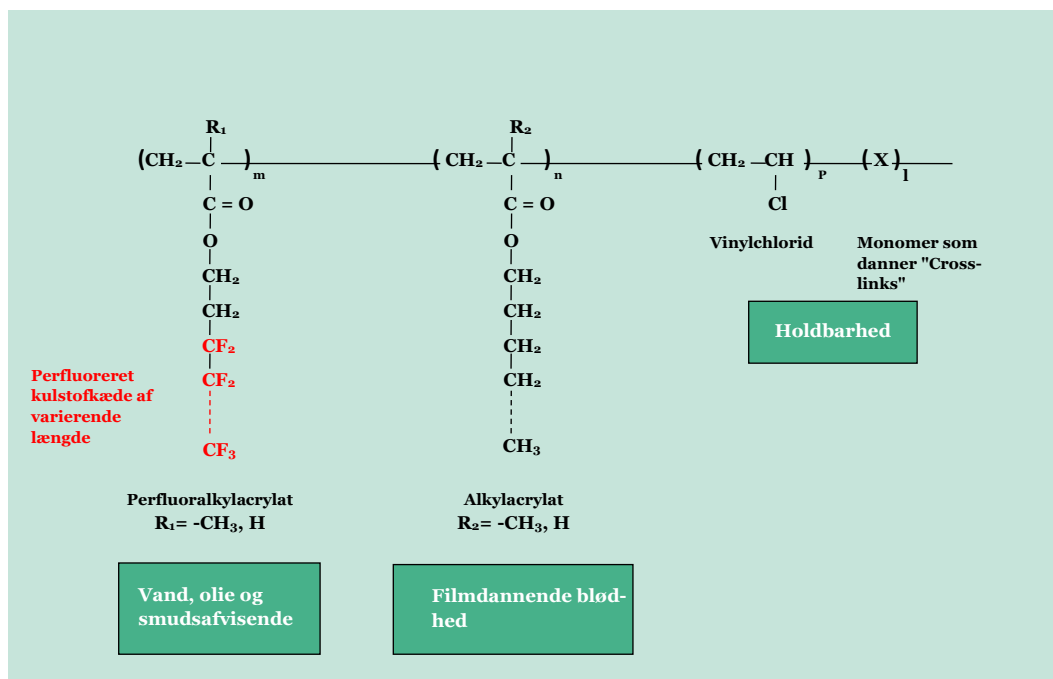 R₁
R₂
(CH₂—C)m
(CH₂—C)n
(CH₂—CH)P
(X)l
C = O
C = O
Cl
O
O
Vinylchlorid
Monomer som
danner "Cross-
links"
CH₂
CH₂
CH₂
CH₂
Holdbarhed
CF₂
CH₂
Perfluoreret
kulstofkæde af
varierende
længde
CF₂
CH₂
CF₃
CH₃
Perfluoralkylacrylat
R₁= -CH₃, H
Alkylacrylat
R₂= -CH₃, H
Vand, olie og
smudsafvisende
Filmdannende blød-
hed